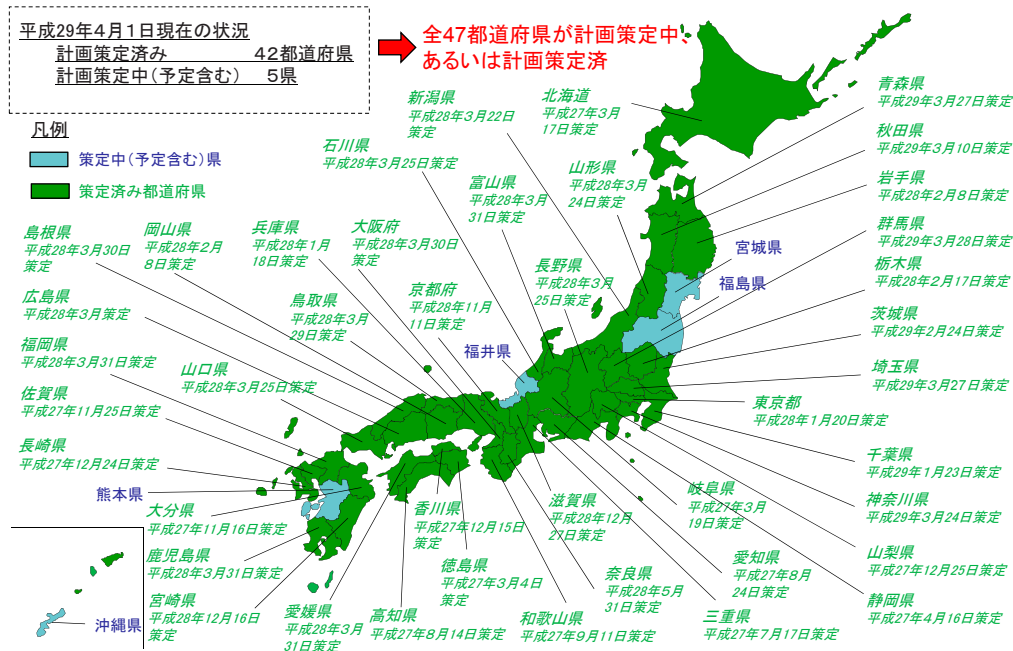 平成29年4月1日現在の状況
計画策定済み 42都道府県
計画策定中(予定含む) 5県
全47都道府県が計画策定中、
あるいは計画策定済
凡例
策定中(予定含む)県
策定済み都道府県
北海道
平成27年3月
17日策定
新潟県
平成28年3月22日
策定
石川県
平成28年3月25日策定
富山県
平成28年3月
31日策定
山形県
平成28年3月
24日策定
青森県
平成29年3月27日策定
秋田県
平成29年3月10日策定
岩手県
平成28年2月8日策定
群馬県
平成29年3月28日策定
宮城県
栃木県
平成28年2月17日策定
福島県
茨城県
平成29年2月24日策定
埼玉県
平成29年3月27日策定
東京都
平成28年1月20日策定
千葉県
平成29年1月23日策定
神奈川県
平成29年3月24日策定
山梨県
平成27年12月25日策定
静岡県
平成27年4月16日策定
島根県
平成28年3月30日
策定
岡山県
平成28年2月
8日策定
兵庫県
平成28年1月
18日策定
大阪府
平成28年3月30日
策定
長野県
平成28年3月
25日策定
広島県
平成28年3月策定
鳥取県
平成28年3月
29日策定
京都府
平成28年11月
11日策定
福井県
福岡県
平成28年3月31日策定
山口県
平成28年3月25日策定
佐賀県
平成27年11月25日策定
長崎県
平成27年12月24日策定
熊本県
大分県
平成27年11月16日策定
鹿児島県
平成28年3月31日策定
宮崎県
平成28年12月16日
策定
沖縄県
香川県
平成27年12月15日
策定
徳島県
平成27年3月4日
策定
愛媛県
平成28年3月
31日策定
高知県
平成27年8月14日策定
滋賀県
平成28年12月
27日策定
岐阜県
平成27年3月
19日策定
奈良県
平成28年5月
31日策定
和歌山県
平成27年9月11日策定
愛知県
平成27年8月
24日策定
三重県
平成27年7月17日策定